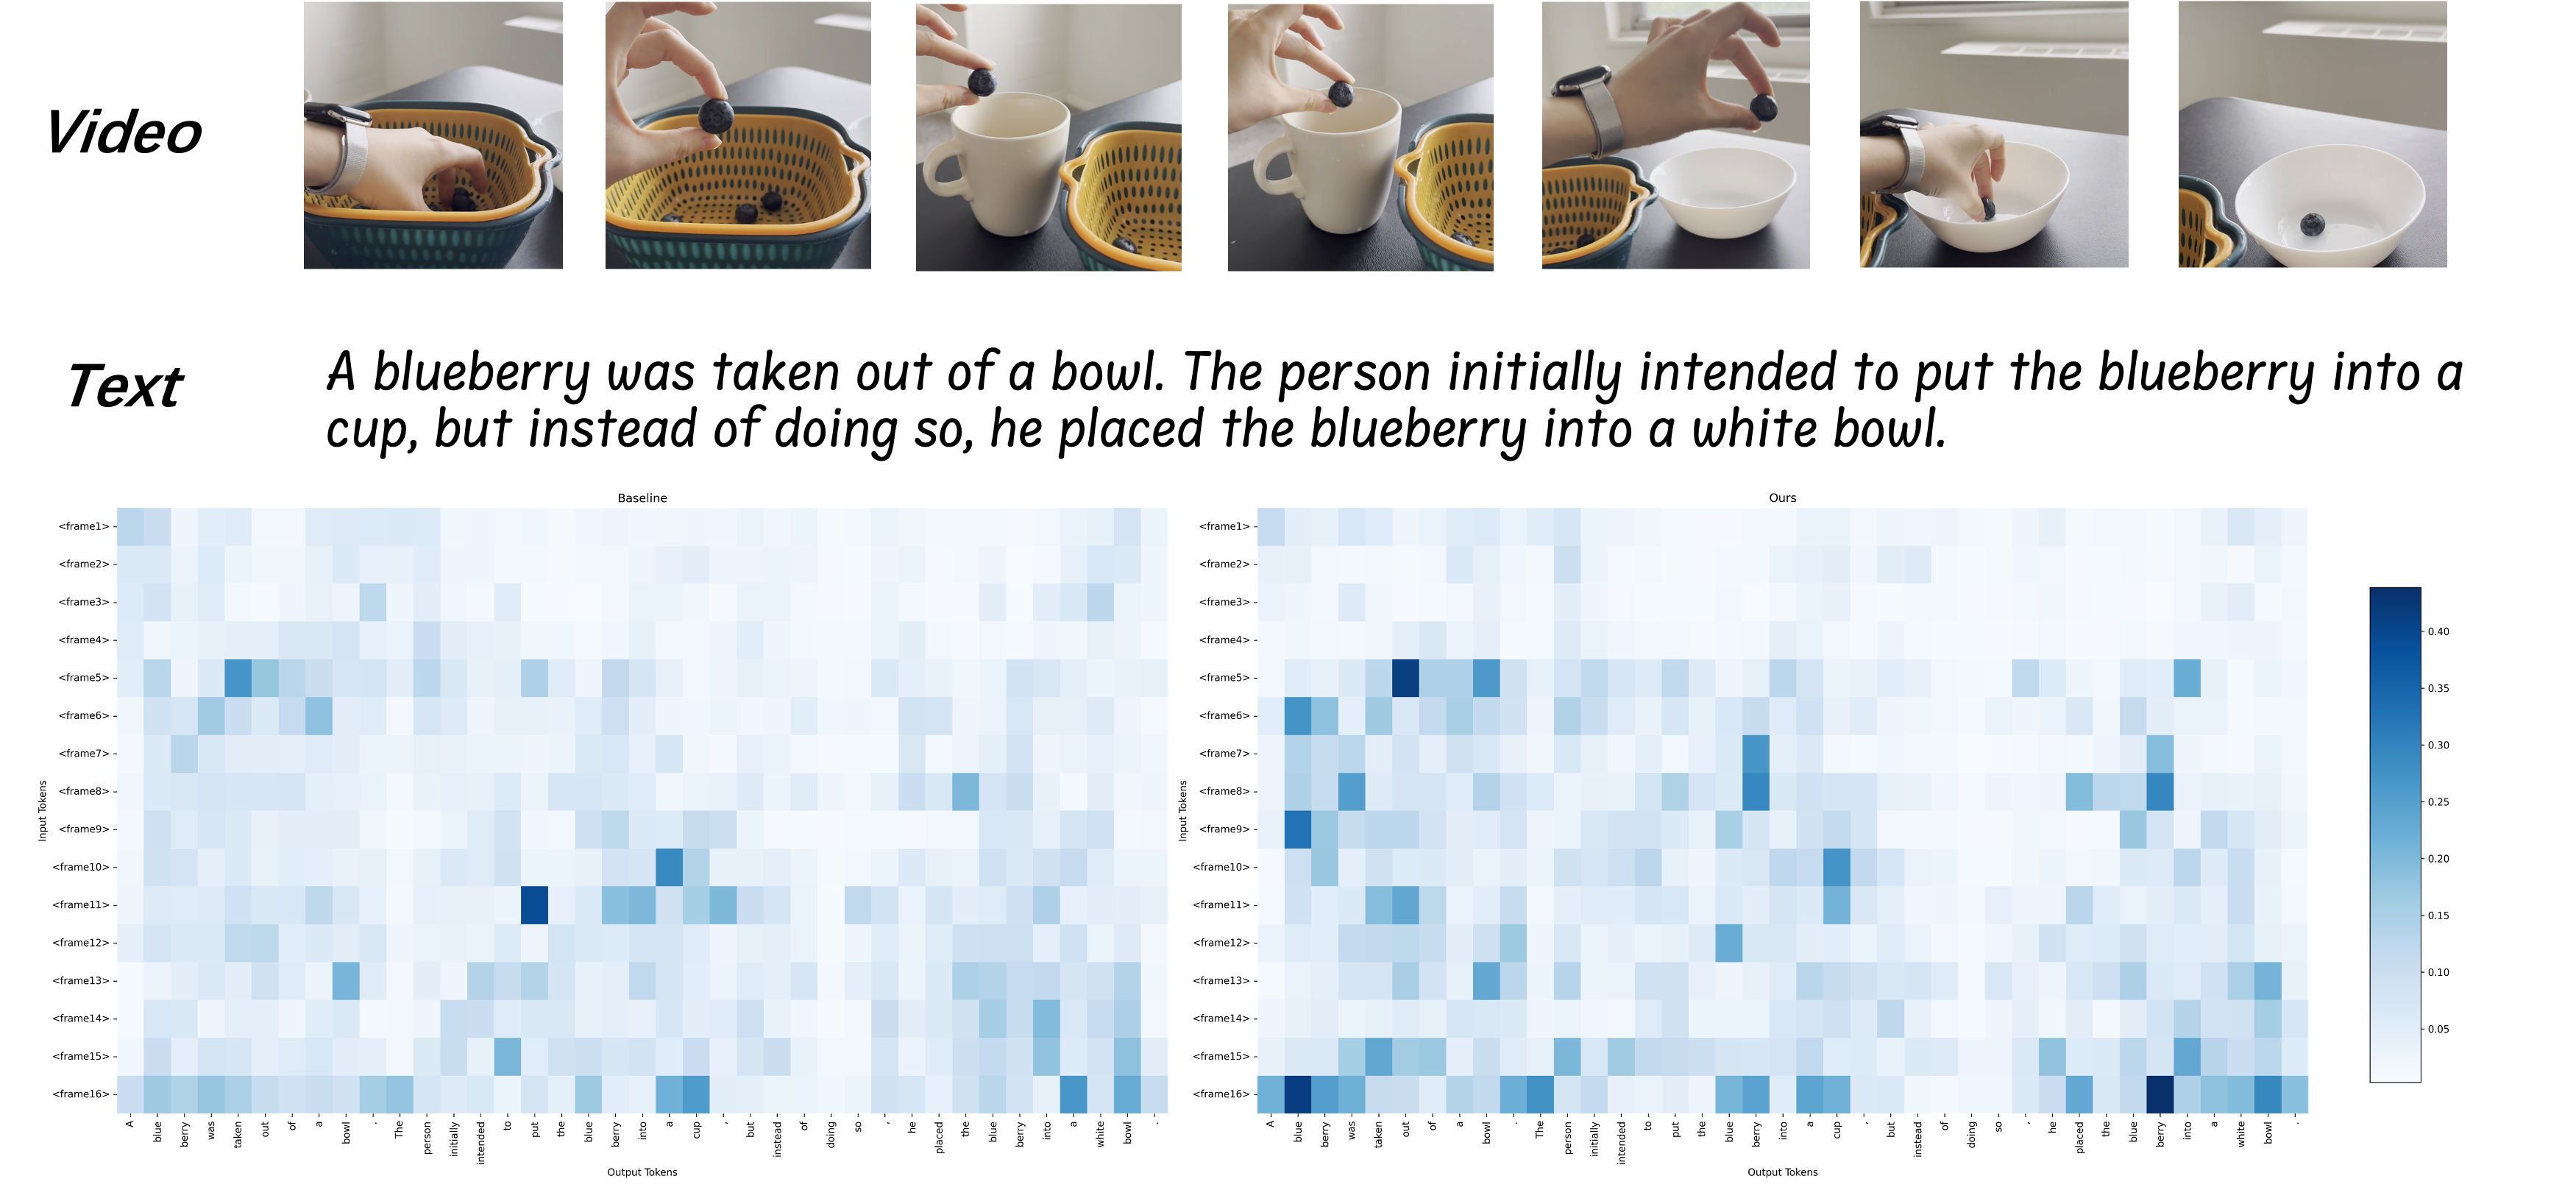 Video
Text
A blueberry was taken out of a bowl. The person initially intended to put the blueberry into a
cup, but instead of doing so, he placed the blueberry into a white bowl.
Baseline
Input Tokens
<frame1>
<frame2>
<frame3>
<frame4>
<frame5>
<frame6>
<frame7>
<frame8>
<frame9>
<frame10>
<frame11>
<frame12>
<frame13>
<frame14>
<frame15>
<frame16>
A blue berry was taken out of a bowl . The person initially intended to put the blue berry into a cup , but instead of doing so , he placed the blue berry into a white bowl .
Output Tokens
Ours
Input Tokens
<frame1>
<frame2>
<frame3>
<frame4>
<frame5>
<frame6>
<frame7>
<frame8>
<frame9>
<frame10>
<frame11>
<frame12>
<frame13>
<frame14>
<frame15>
<frame16>
A blue berry was taken out of a bowl . The person initially intended to put the blue berry into a cup , but instead of doing so , he placed the blue berry into a white bowl .
Output Tokens
0.40
0.35
0.30
0.25
0.20
0.15
0.10
0.05